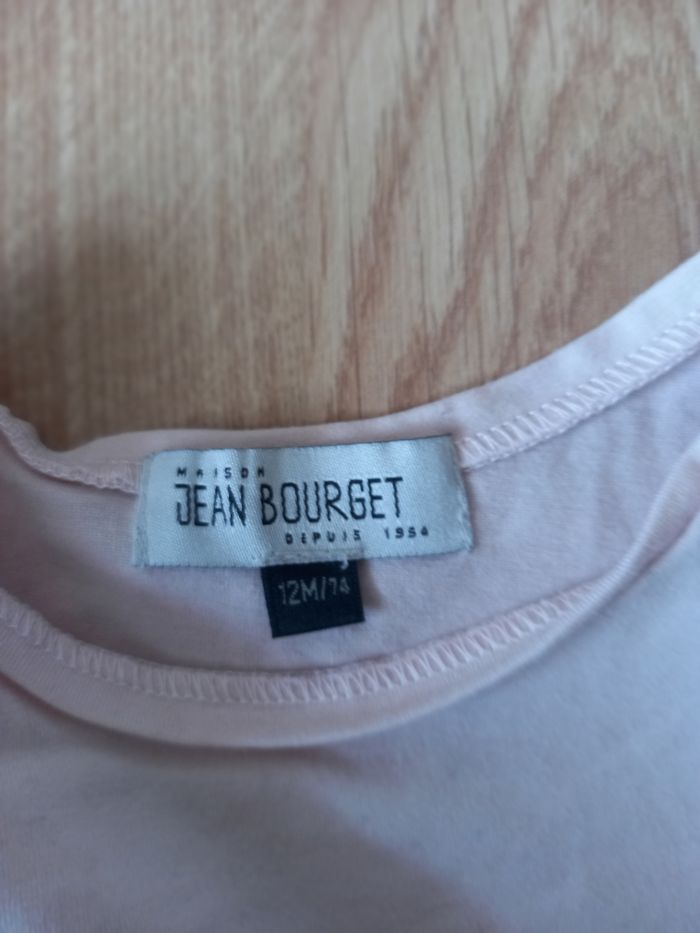 MAISON
JEAN BOURGET
DEPUIS 1954
12M/74